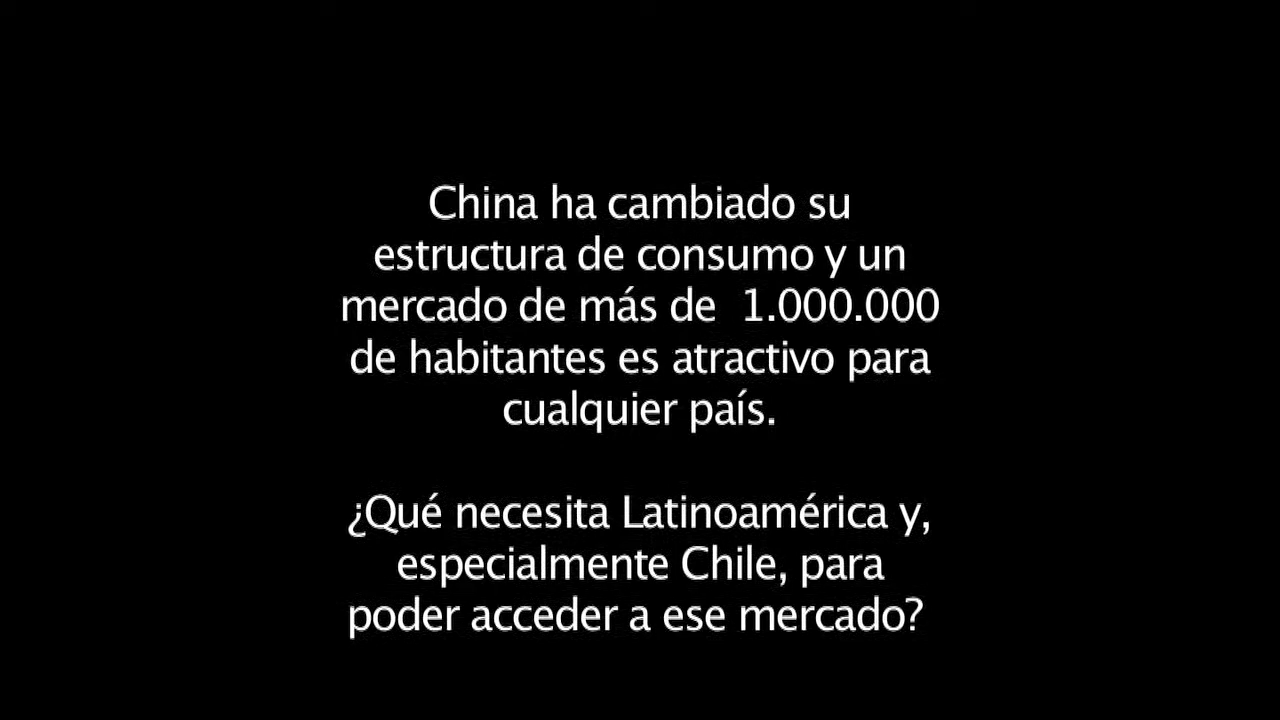 China ha cambiado su
estructura de consumo y un
mercado de más de 1.000.000
de habitantes es atractivo para
cualquier país.
¿Qué necesita Latinoamérica y,
especialmente Chile, para
poder acceder a ese mercado?